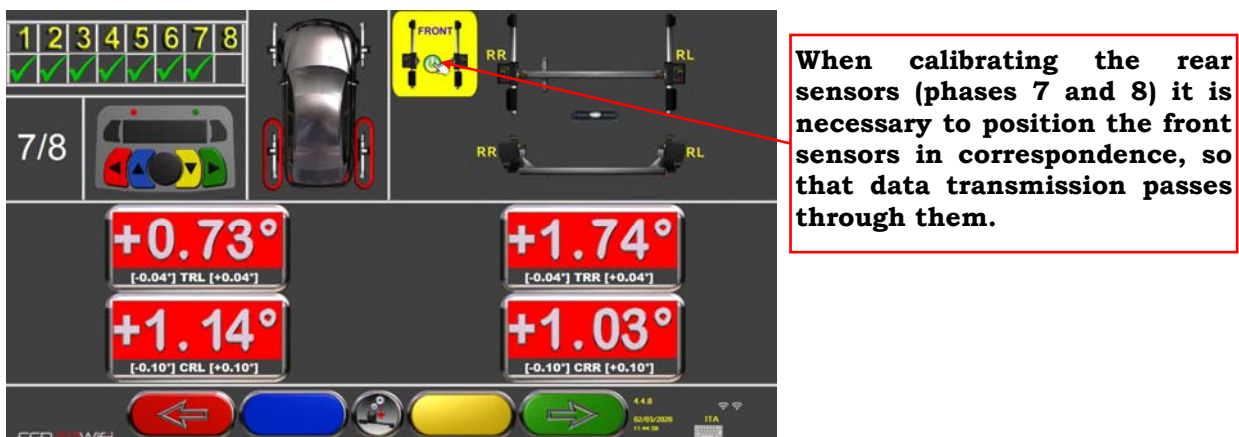 1 2 3 4 5 6 7 8
FRONT
RR
RL
7/8
RR
RL
+0.73°
[-0.04°] TRL [+0.04°]
+1.74°
[-0.04°] TRR [+0.04°]
+1.14°
[-0.10°] CRL [+0.10°]
+1.03°
[-0.10°] CRR [+0.10°]
4.4.8
02/03/2020
11:44:39
ITA
When calibrating the rear
sensors (phases 7 and 8) it is
necessary to position the front
sensors in correspondence, so
that data transmission passes
through them.